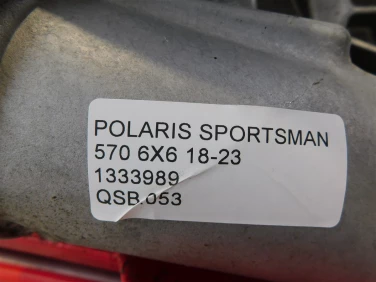 POLARIS SPORTSMAN
570 6X6 18-23
1333989
QSB.053